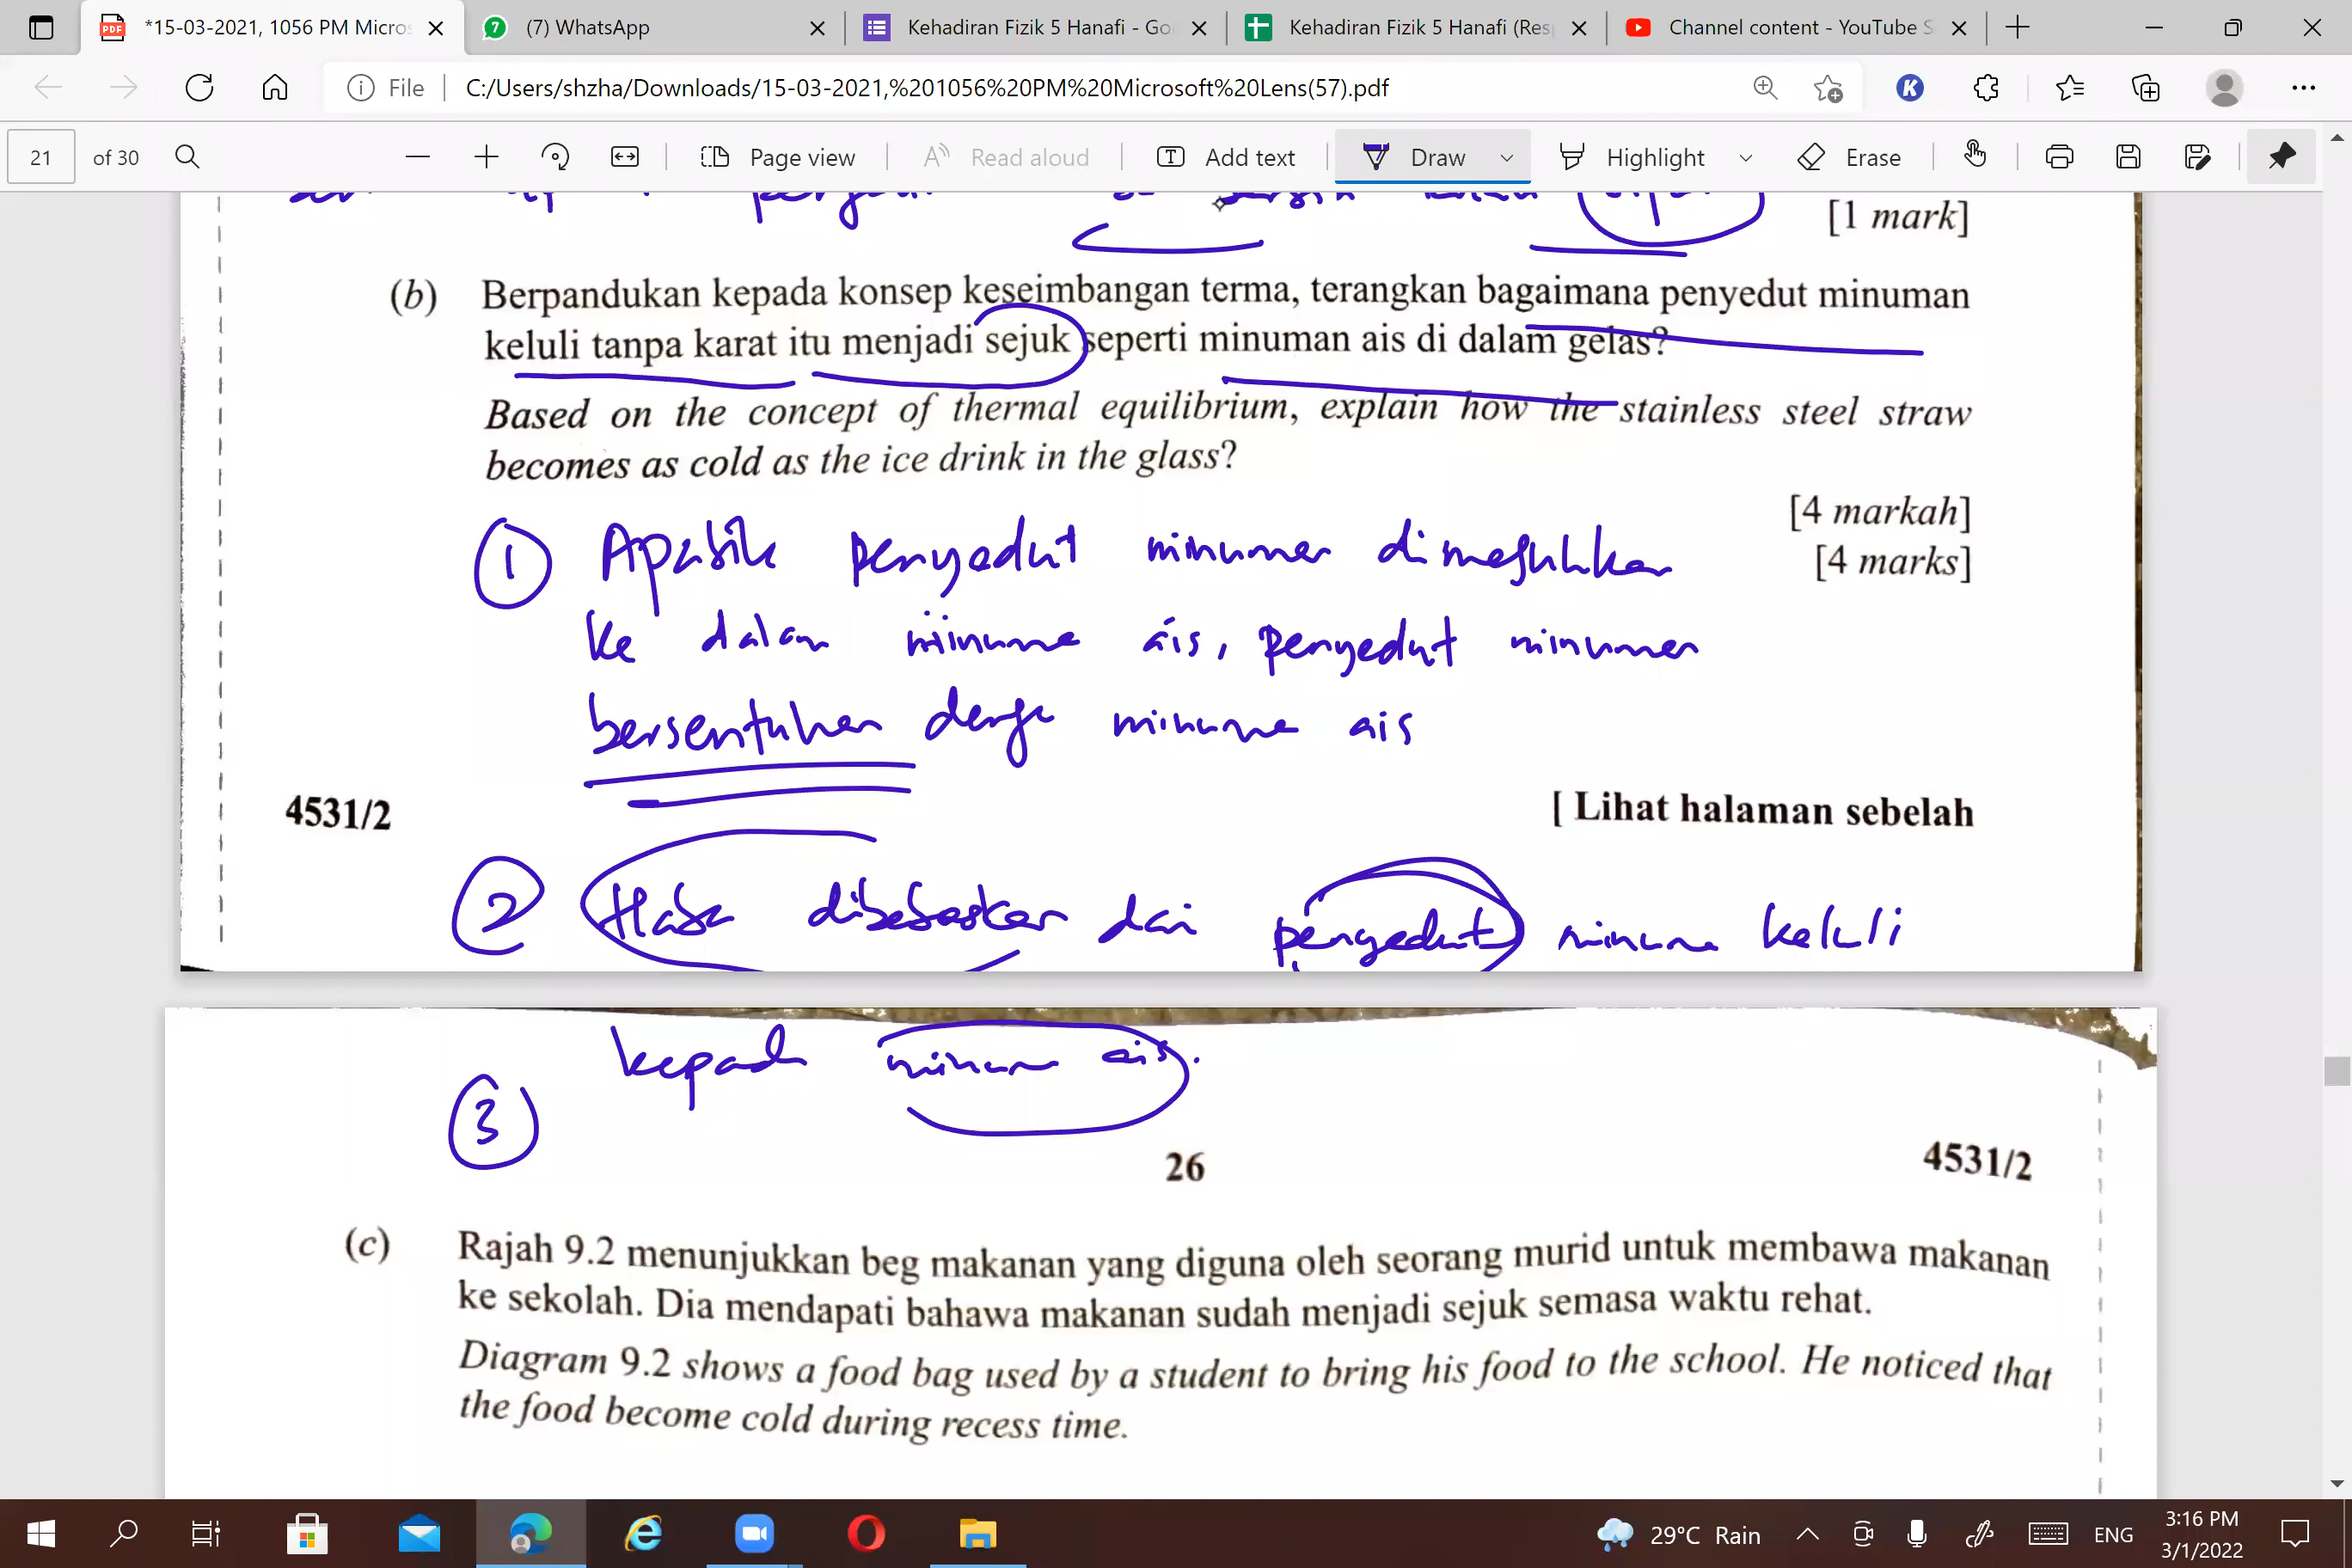 *15-03-2021, 1056 PM Micros
(7) WhatsApp
Kehadiran Fizik 5 Hanafi - Go
Kehadiran Fizik 5 Hanafi (Res
Channel content - YouTube S
File
C:/Users/shzha/Downloads/15-03-2021,%201056%20PM%20Microsoft%20Lens(57).pdf
21 of 30
Page view
Read aloud
Add text
Draw
Highlight
Erase
[1 mark]
(b) Berpandukan kepada konsep keseimbangan terma, terangkan bagaimana penyedut minuman
keluli tanpa karat itu menjadi sejuk seperti minuman ais di dalam gelas?
Based on the concept of thermal equilibrium, explain how the stainless steel straw
becomes as cold as the ice drink in the glass?
[4 markah]
[4 marks]
1 Apabila penyedut minuman dimasukkan
ke dalam minuman ais, penyedut minuman
bersentuhan dengan minuman ais
4531/2
[ Lihat halaman sebelah
2 Haba dibebaskan dari penyedut minuman keluli
kepada minuman ais.
3
26
4531/2
(c) Rajah 9.2 menunjukkan beg makanan yang diguna oleh seorang murid untuk membawa makanan
ke sekolah. Dia mendapati bahawa makanan sudah menjadi sejuk semasa waktu rehat.
Diagram 9.2 shows a food bag used by a student to bring his food to the school. He noticed that
the food become cold during recess time.
29°C Rain
ENG
3:16 PM
3/1/2022